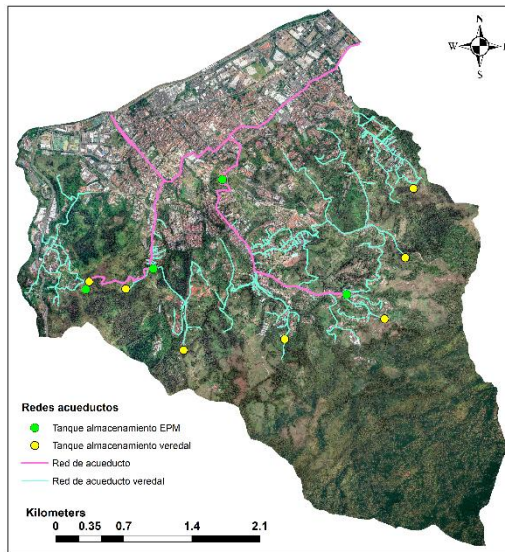 N
W E
S
Redes acueductos
Tanque almacenamiento EPM
Tanque almacenamiento veredal
Red de acueducto
Red de acueducto veredal
Kilometers
0 0.35 0.7 1.4 2.1